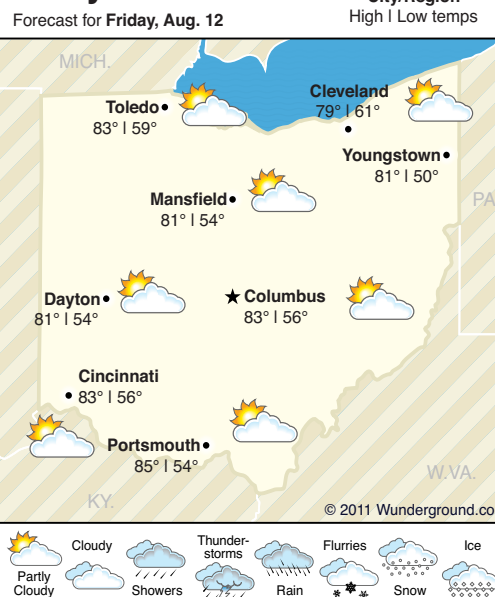 City/Region
Forecast for Friday, Aug. 12
High | Low temps
MICH.
Cleveland
79° | 61°
Toledo
83° | 59°
Youngstown
81° | 50°
Mansfield
81° | 54°
PA
Dayton
81° | 54°
Columbus
83° | 56°
Cincinnati
83° | 56°
Portsmouth
85° | 54°
W.VA.
KY.
© 2011 Wunderground.co
Partly
Cloudy
Cloudy
Showers
Thunder-
storms
Rain
Flurries
Snow
Ice